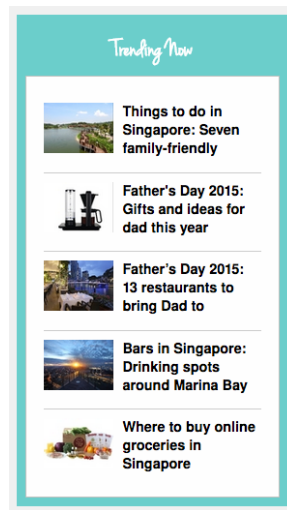 Trending Now
Things to do in
Singapore: Seven
family-friendly
Father's Day 2015:
Gifts and ideas for
dad this year
Father's Day 2015:
13 restaurants to
bring Dad to
Bars in Singapore:
Drinking spots
around Marina Bay
Where to buy online
groceries in
Singapore